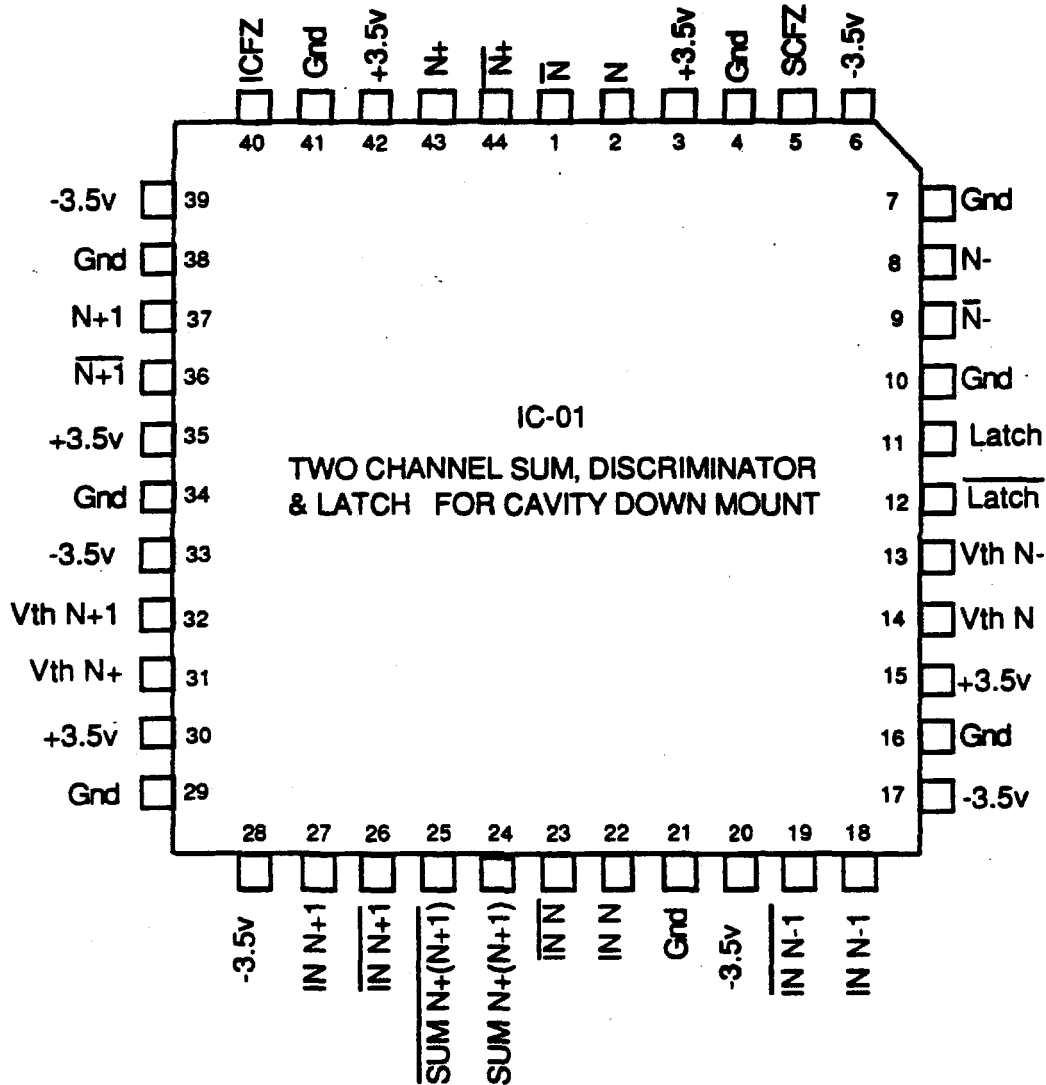 ICFZ
Gnd
+3.5v
N+
N̅+̅
N̅
N
+3.5v
Gnd
SCFZ
-3.5v
40 41 42 43 44 1 2 3 4 5 6
-3.5v 39
Gnd 38
N+1 37
N̅+̅1̅ 36
+3.5v 35
Gnd 34
-3.5v 33
Vth N+1 32
Vth N+ 31
+3.5v 30
Gnd 29
IC-01
TWO CHANNEL SUM, DISCRIMINATOR
& LATCH FOR CAVITY DOWN MOUNT
7 Gnd
8 N-
9 N̅-
10 Gnd
11 Latch
12 L̅a̅t̅c̅h̅
13 Vth N-
14 Vth N
15 +3.5v
16 Gnd
17 -3.5v
28 27 26 25 24 23 22 21 20 19 18
-3.5v
IN N+1
I̅N̅ ̅N̅+̅1̅
S̅U̅M̅ ̅N̅+̅(̅N̅+̅1̅)̅
SUM N+(N+1)
I̅N̅ ̅N̅
IN N
Gnd
-3.5v
I̅N̅ ̅N̅-̅1̅
IN N-1